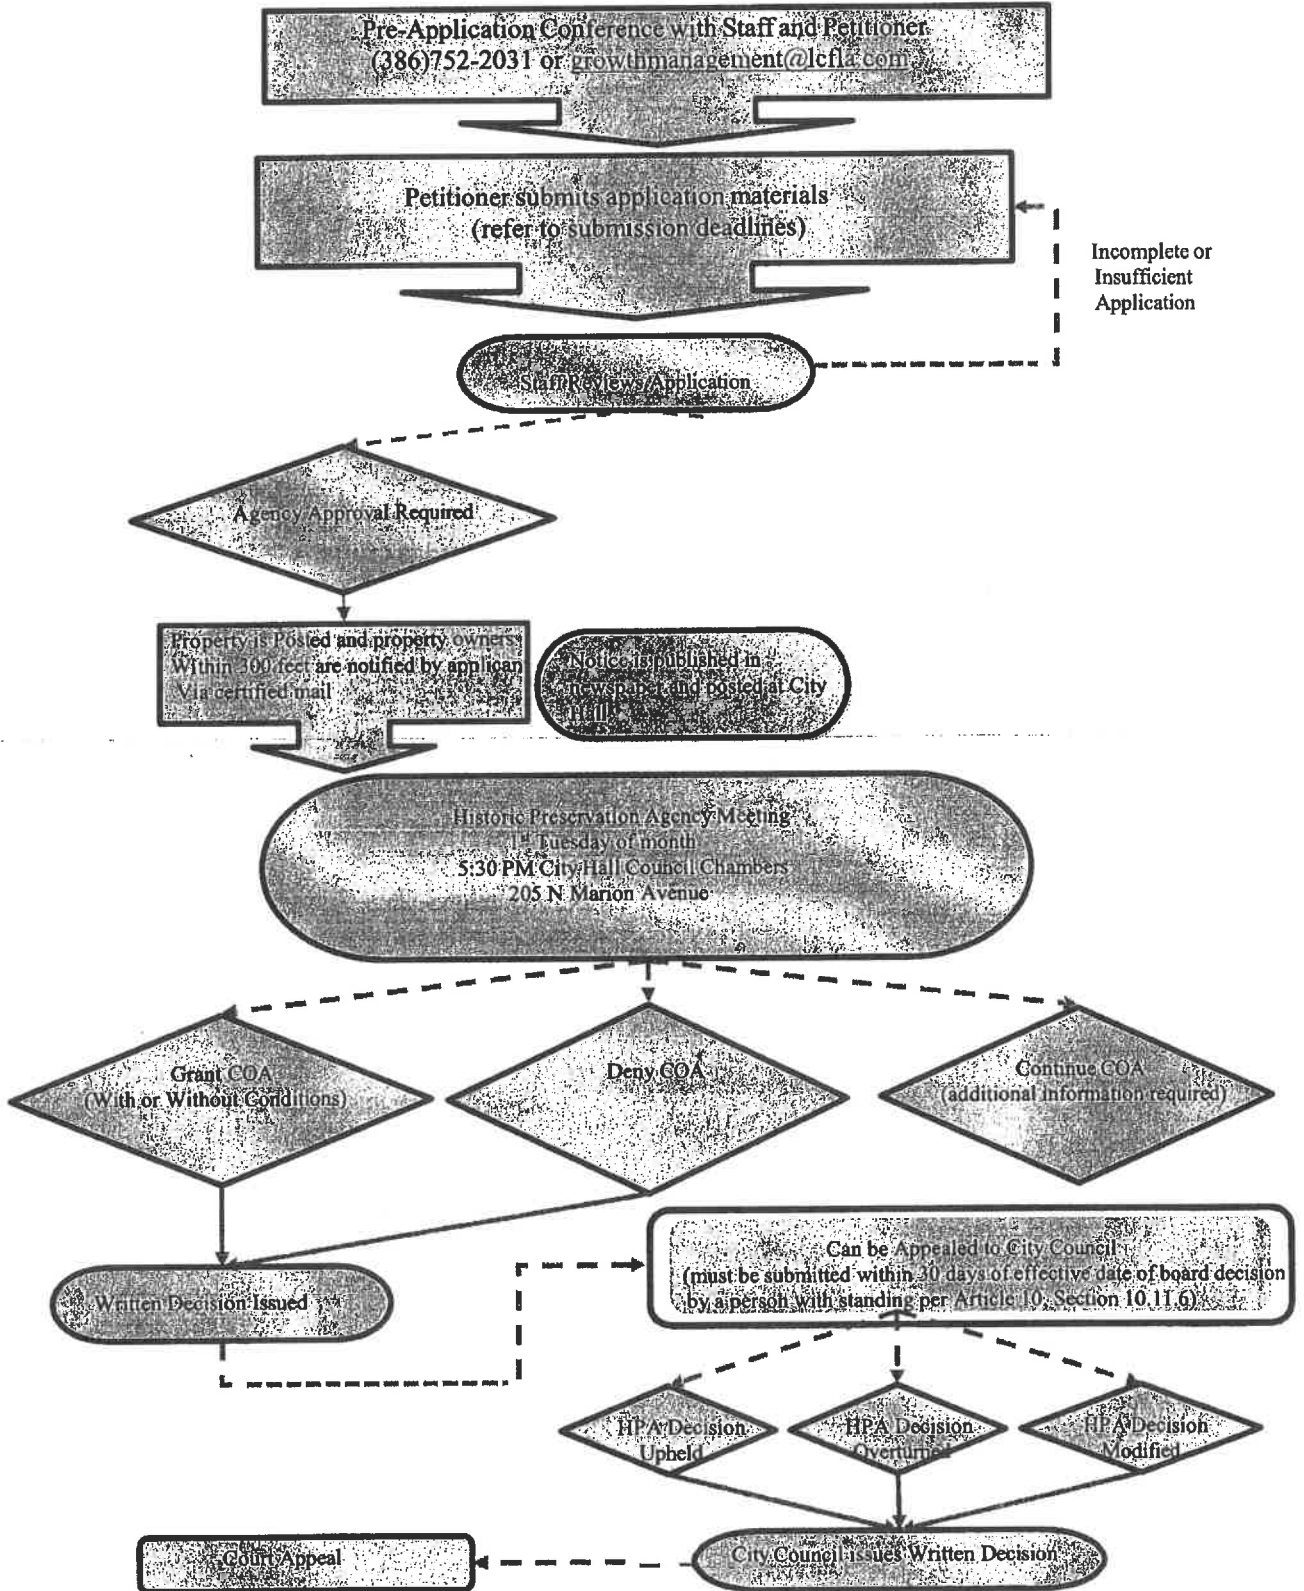 Pre-Application Conference with Staff and Petitioner
(386)752-2031 or growthmanagement@lcfla.com
Petitioner submits application materials
(refer to submission deadlines)
Incomplete or
Insufficient
Application
Staff Reviews Application
Agency Approval Required
Property is Posted and property owners
Within 300 feet are notified by applican
Via certified mail
Notice is published in
newspaper and posted at City
Hall
Historic Preservation Agency Meeting
1st Tuesday of month
5:30 PM City Hall Council Chambers
205 N Marion Avenue
Grant COA
(With or Without Conditions)
Deny COA
Continue COA
(additional information required)
Written Decision Issued
Can be Appealed to City Council
(must be submitted within 30 days of effective date of board decision
by a person with standing per Article 10, Section 10.11.6)
HPA Decision
Upheld
HPA Decision
Overturned
HPA Decision
Modified
City Council issues Written Decision
Court Appeal